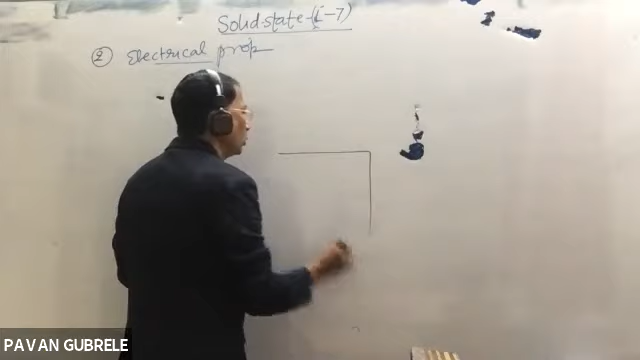 Solid state-(L-7)
② Electrical prop
PAVAN GUBRELE